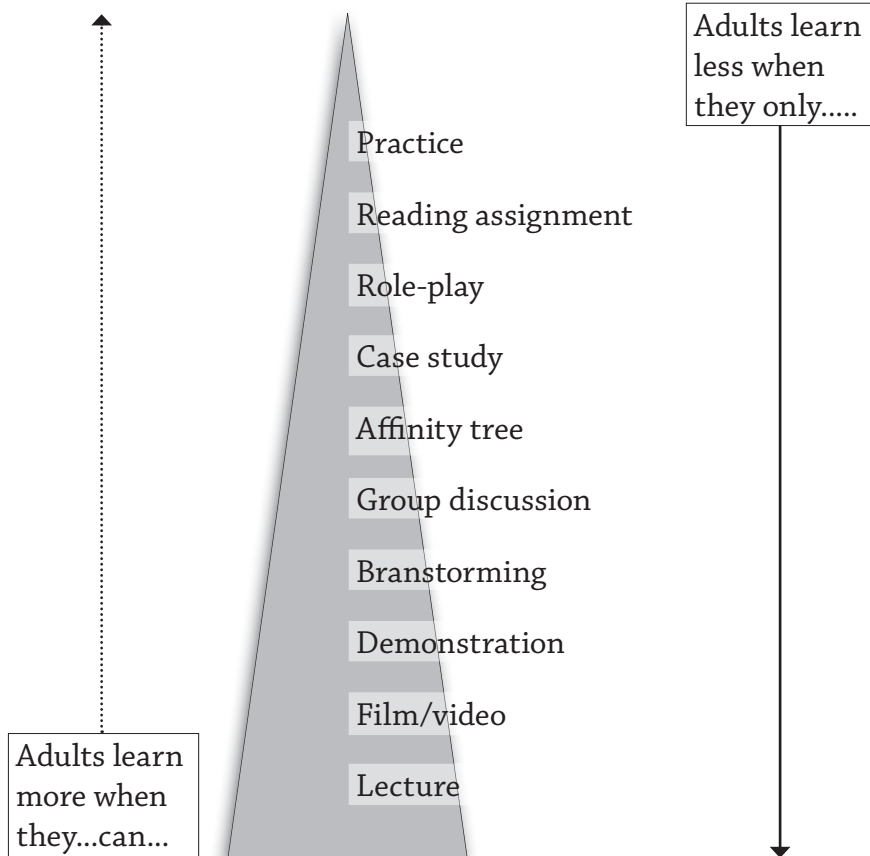 Adults learn
less when
they only.....
Practice
Reading assignment
Role-play
Case study
Affinity tree
Group discussion
Branstorming
Demonstration
Film/video
Lecture
Adults learn
more when
they...can...